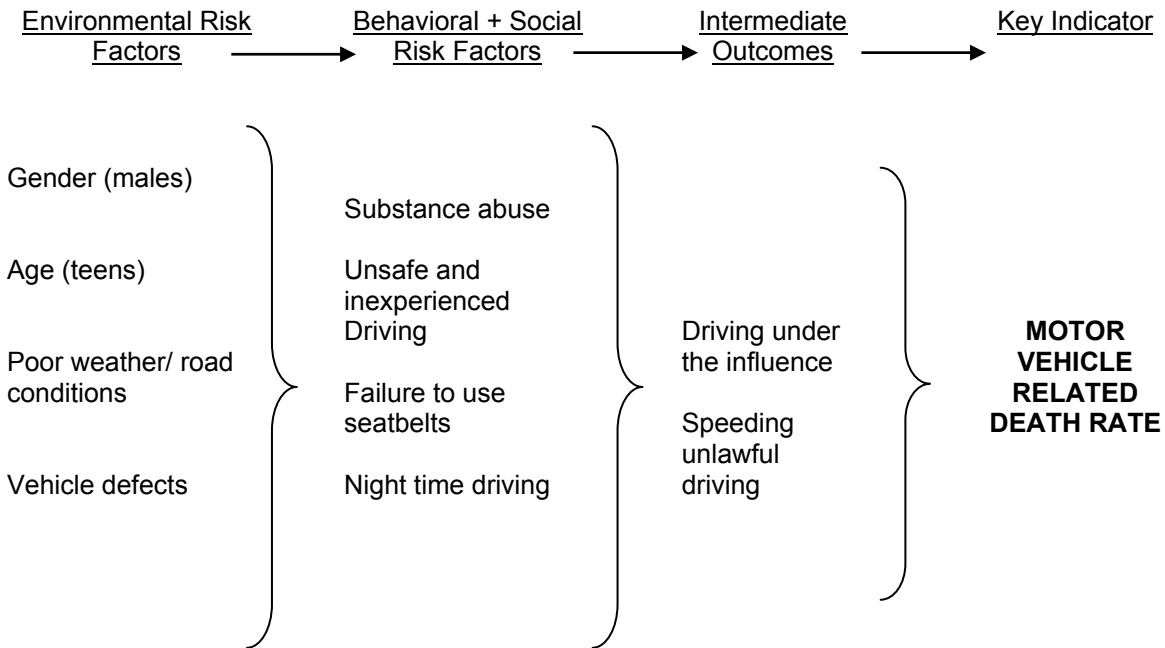 Environmental Risk
Factors
Behavioral + Social
Risk Factors
Intermediate
Outcomes
Key Indicator
Gender (males)
Age (teens)
Poor weather/ road
conditions
Vehicle defects
Substance abuse
Unsafe and
inexperienced
Driving
Failure to use
seatbelts
Night time driving
Driving under
the influence
Speeding
unlawful
driving
MOTOR
VEHICLE
RELATED
DEATH RATE